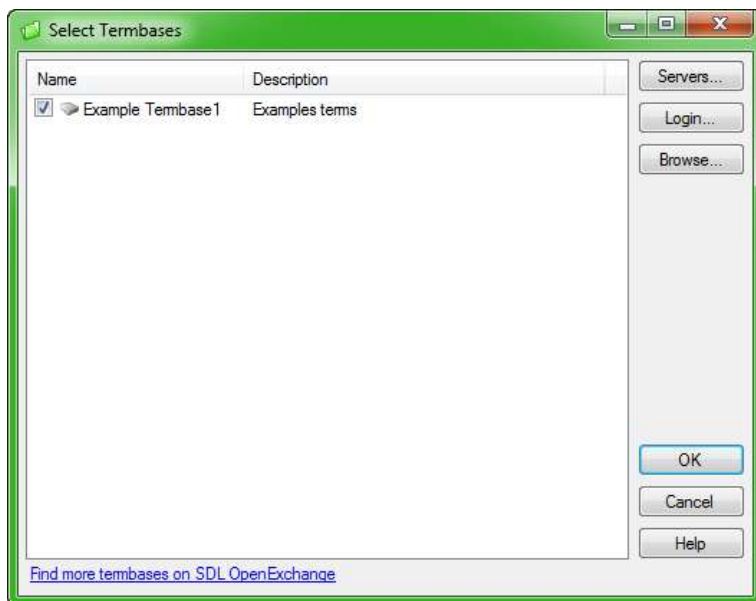 Select Termbases
Name Description
Example Termbase1 Examples terms
Servers...
Login...
Browse...
OK
Cancel
Help
Find more termbases on SDL OpenExchange